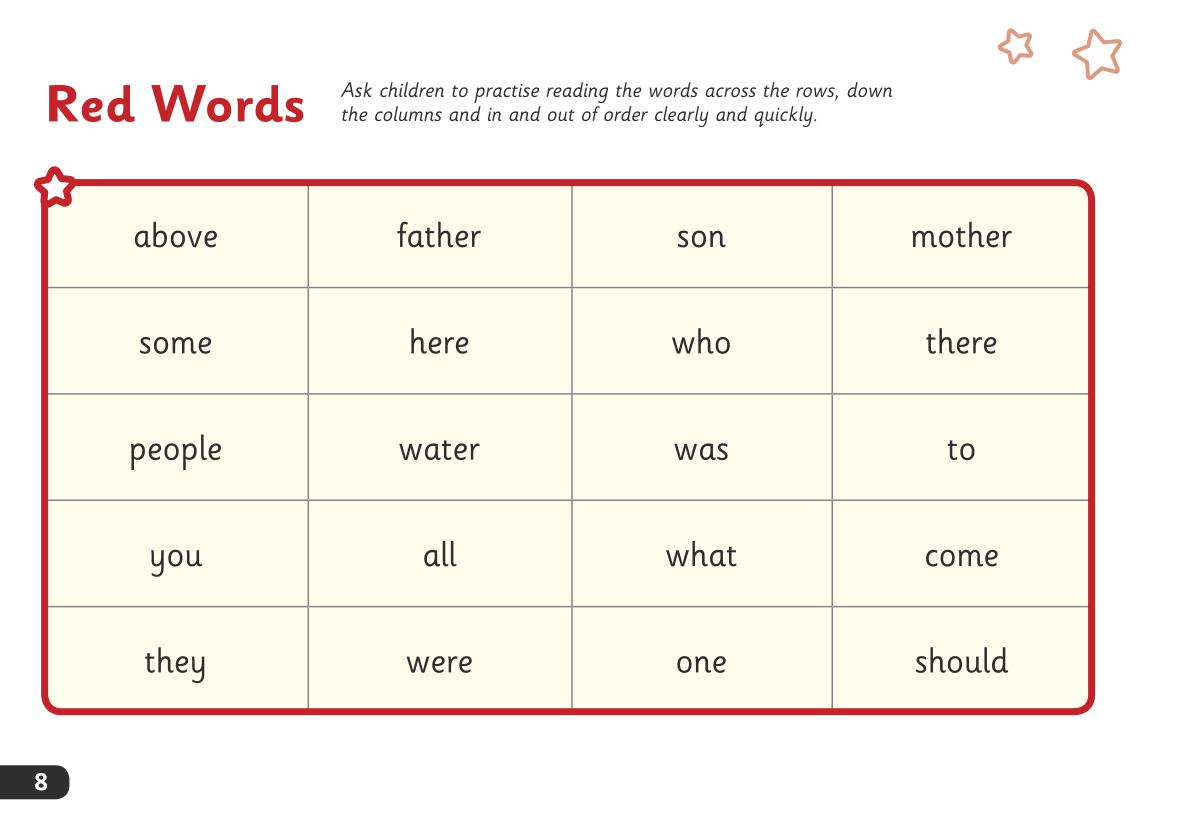 Red Words
Ask children to practise reading the words across the rows, down
the columns and in and out of order clearly and quickly.
above father son mother
some here who there
people water was to
you all what come
they were one should
8